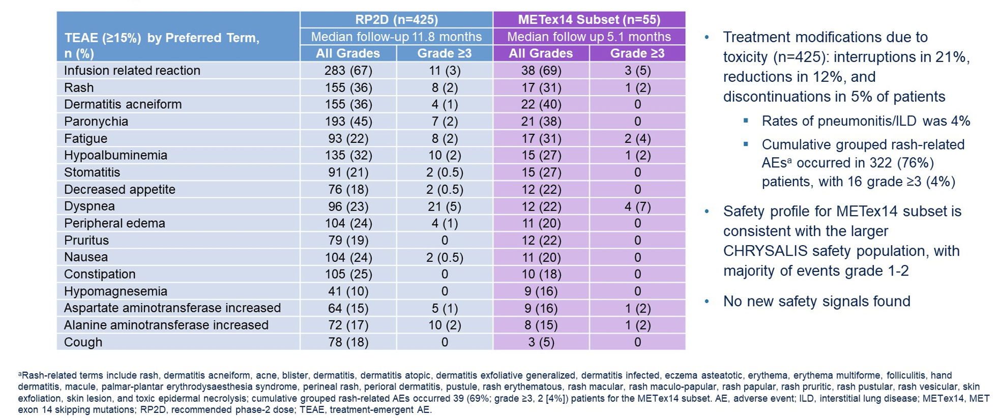 RP2D (n=425) METex14 Subset (n=55)
TEAE (≥15%) by Preferred Term, Median follow-up 11.8 months Median follow up 5.1 months
n (%) All Grades Grade ≥3 All Grades Grade ≥3
Infusion related reaction 283 (67) 11 (3) 38 (69) 3 (5)
Rash 155 (36) 8 (2) 17 (31) 1 (2)
Dermatitis acneiform 155 (36) 4 (1) 22 (40) 0
Paronychia 193 (45) 7 (2) 21 (38) 0
Fatigue 93 (22) 8 (2) 17 (31) 2 (4)
Hypoalbuminemia 135 (32) 10 (2) 15 (27) 1 (2)
Stomatitis 91 (21) 2 (0.5) 15 (27) 0
Decreased appetite 76 (18) 2 (0.5) 12 (22) 0
Dyspnea 96 (23) 21 (5) 12 (22) 4 (7)
Peripheral edema 104 (24) 4 (1) 11 (20) 0
Pruritus 79 (19) 0 12 (22) 0
Nausea 104 (24) 2 (0.5) 11 (20) 0
Constipation 105 (25) 0 10 (18) 0
Hypomagnesemia 41 (10) 0 9 (16) 0
Aspartate aminotransferase increased 64 (15) 5 (1) 9 (16) 1 (2)
Alanine aminotransferase increased 72 (17) 10 (2) 8 (15) 1 (2)
Cough 78 (18) 0 3 (5) 0
• Treatment modifications due to
toxicity (n=425): interruptions in 21%,
reductions in 12%, and
discontinuations in 5% of patients
▪ Rates of pneumonitis/ILD was 4%
▪ Cumulative grouped rash-related
AEsᵃ occurred in 322 (76%)
patients, with 16 grade ≥3 (4%)
• Safety profile for METex14 subset is
consistent with the larger
CHRYSALIS safety population, with
majority of events grade 1-2
• No new safety signals found
ᵃRash-related terms include rash, dermatitis acneiform, acne, blister, dermatitis, dermatitis atopic, dermatitis exfoliative generalized, dermatitis infected, eczema asteatotic, erythema, erythema multiforme, folliculitis, hand
dermatitis, macule, palmar-plantar erythrodysaesthesia syndrome, perineal rash, perioral dermatitis, pustule, rash erythematous, rash macular, rash maculo-papular, rash papular, rash pruritic, rash pustular, rash vesicular, skin
exfoliation, skin lesion, and toxic epidermal necrolysis; cumulative grouped rash-related AEs occurred 39 (69%; grade ≥3, 2 [4%]) patients for the METex14 subset. AE, adverse event; ILD, interstitial lung disease; METex14, MET
exon 14 skipping mutations; RP2D, recommended phase-2 dose; TEAE, treatment-emergent AE.